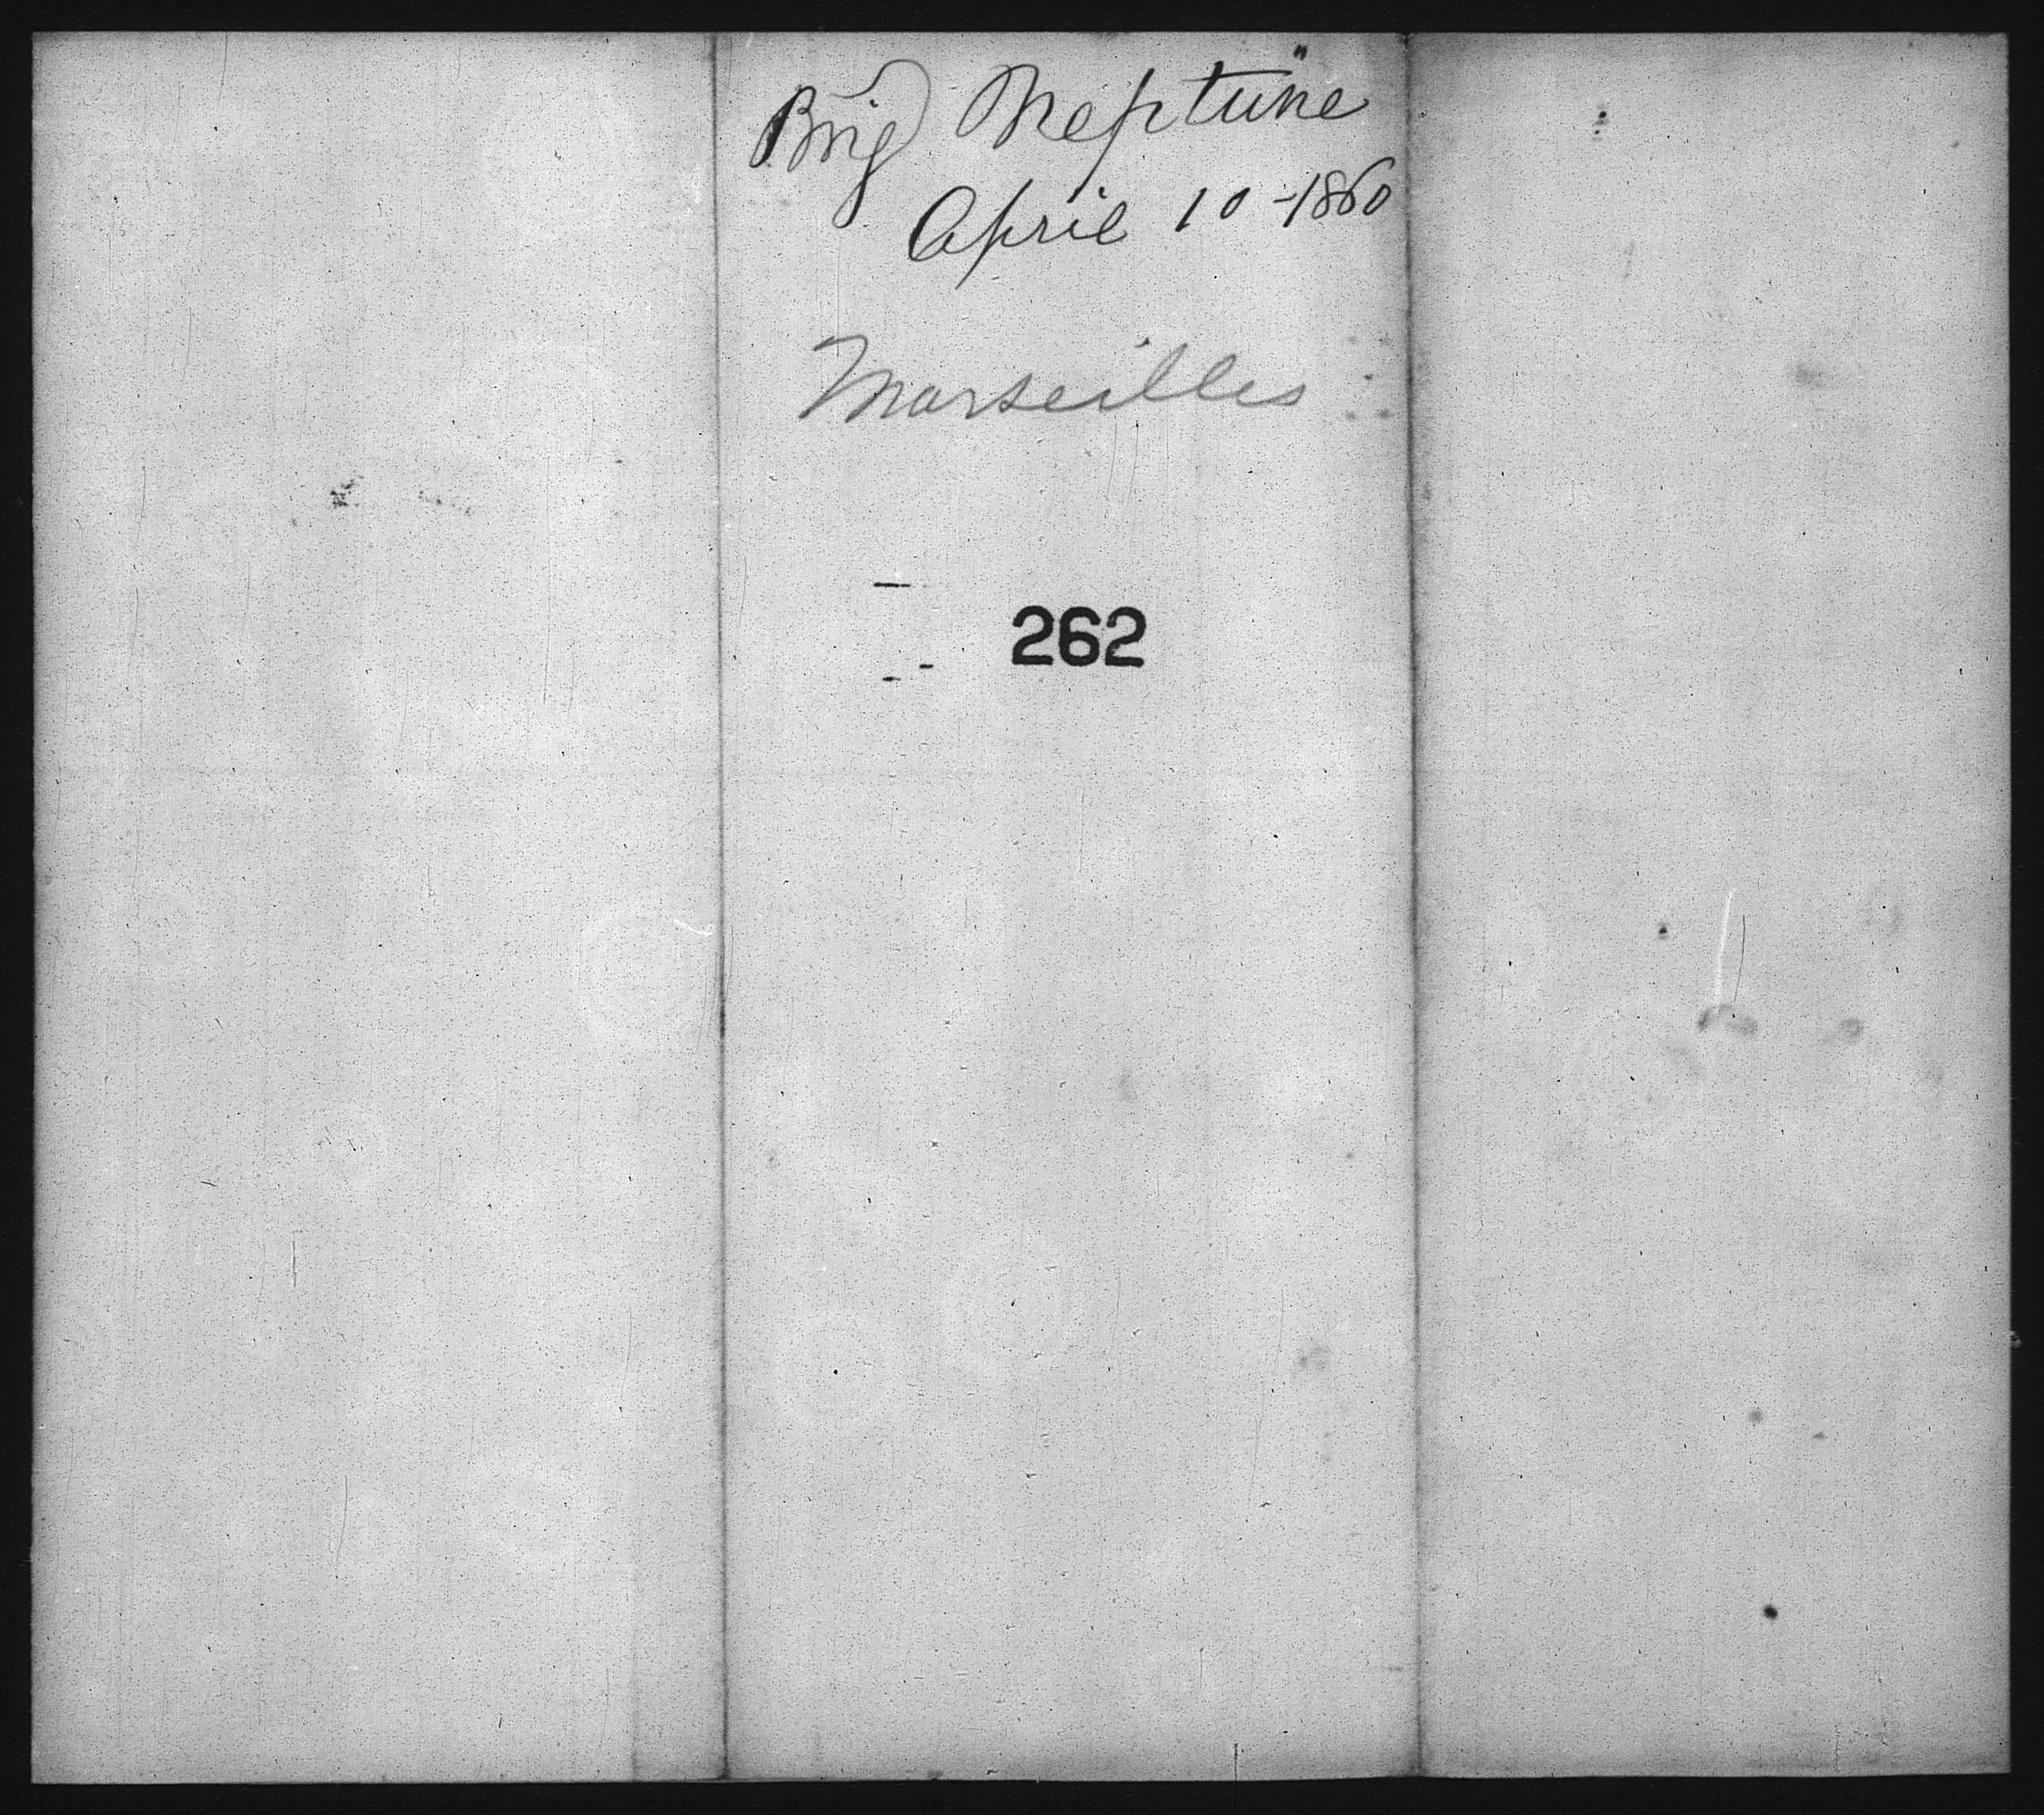 Brig Neptune
April 10 - 1860
Marseilles
262